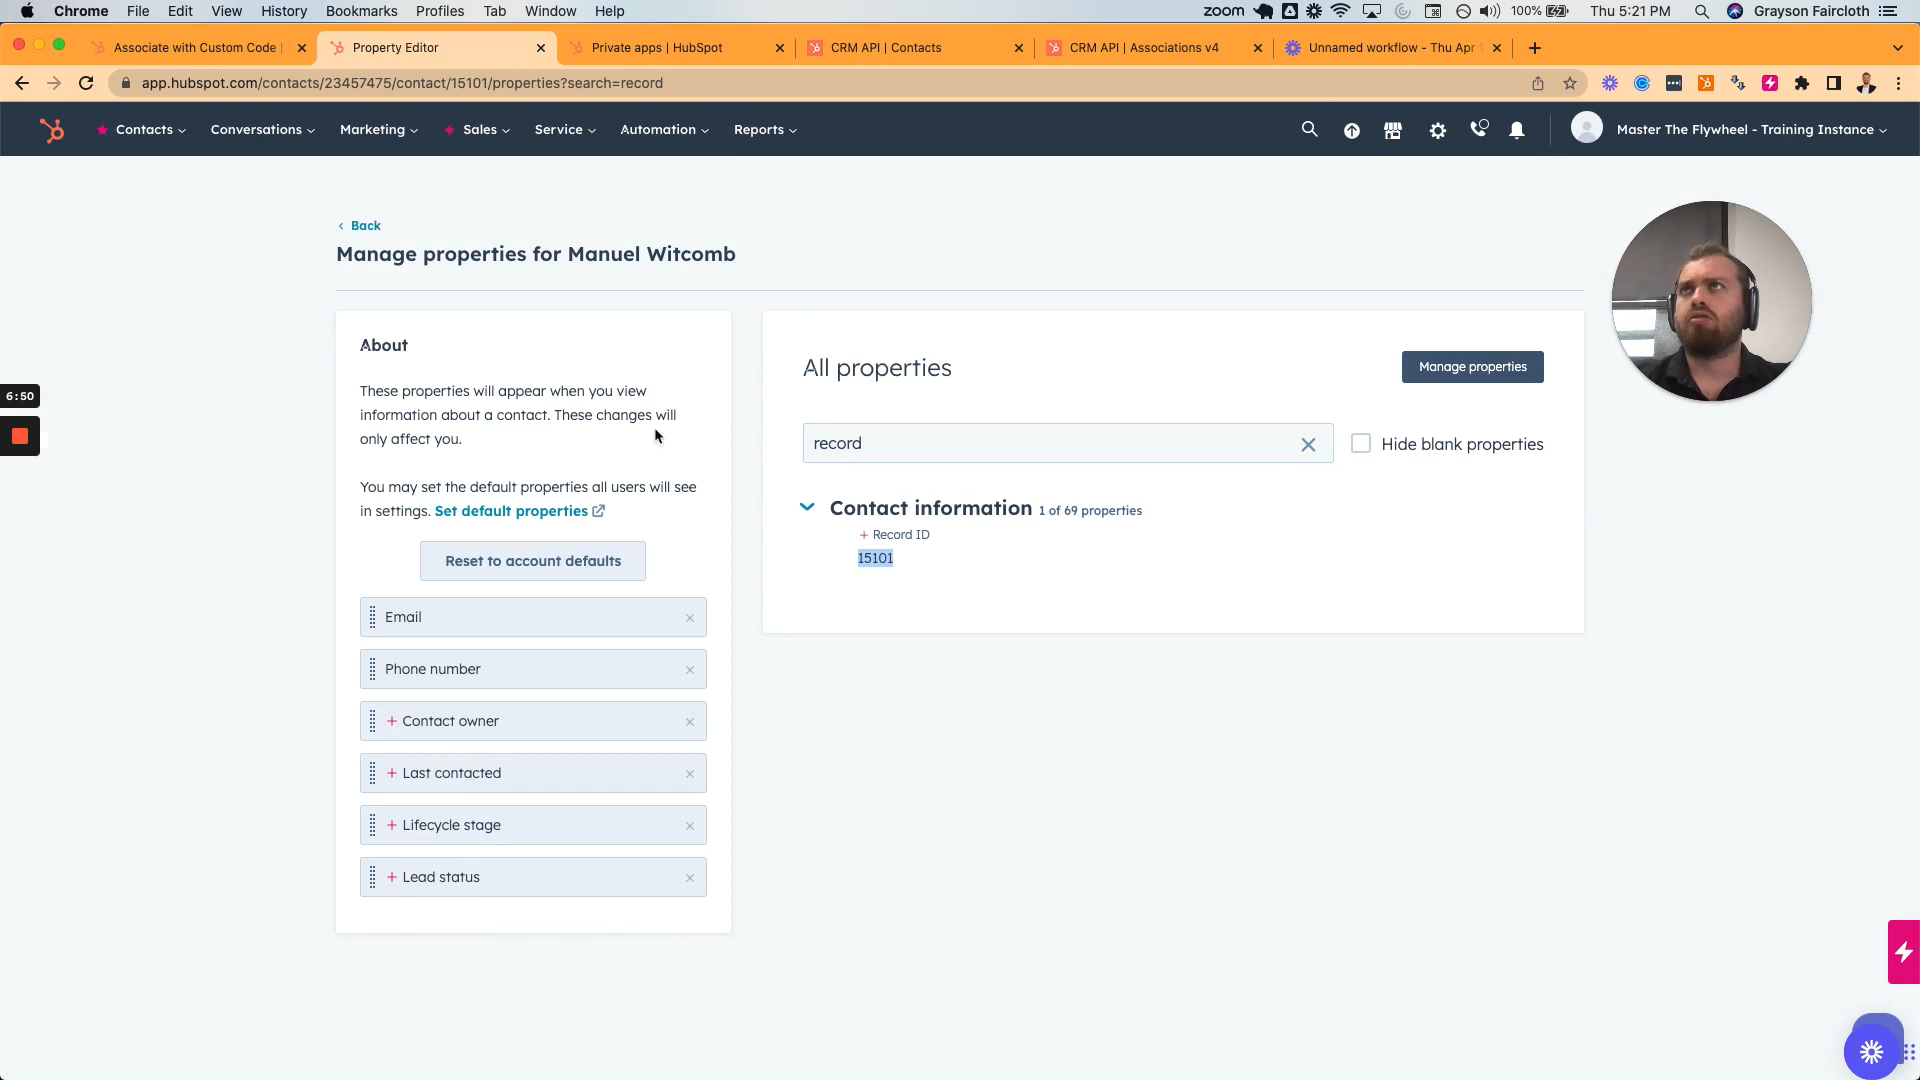 Chrome File Edit View History Bookmarks Profiles Tab Window Help zoom 100% Thu 5:21 PM Grayson Faircloth
Associate with Custom Code | Property Editor Private apps | HubSpot CRM API | Contacts CRM API | Associations v4 Unnamed workflow - Thu Apr
app.hubspot.com/contacts/23457475/contact/15101/properties?search=record
Contacts Conversations Marketing Sales Service Automation Reports Master The Flywheel - Training Instance
Back
Manage properties for Manuel Witcomb
About
These properties will appear when you view
information about a contact. These changes will
only affect you.
You may set the default properties all users will see
in settings. Set default properties
Reset to account defaults
Email
Phone number
+ Contact owner
+ Last contacted
+ Lifecycle stage
+ Lead status
All properties
Manage properties
record
Hide blank properties
Contact information 1 of 69 properties
+ Record ID
15101
6:50